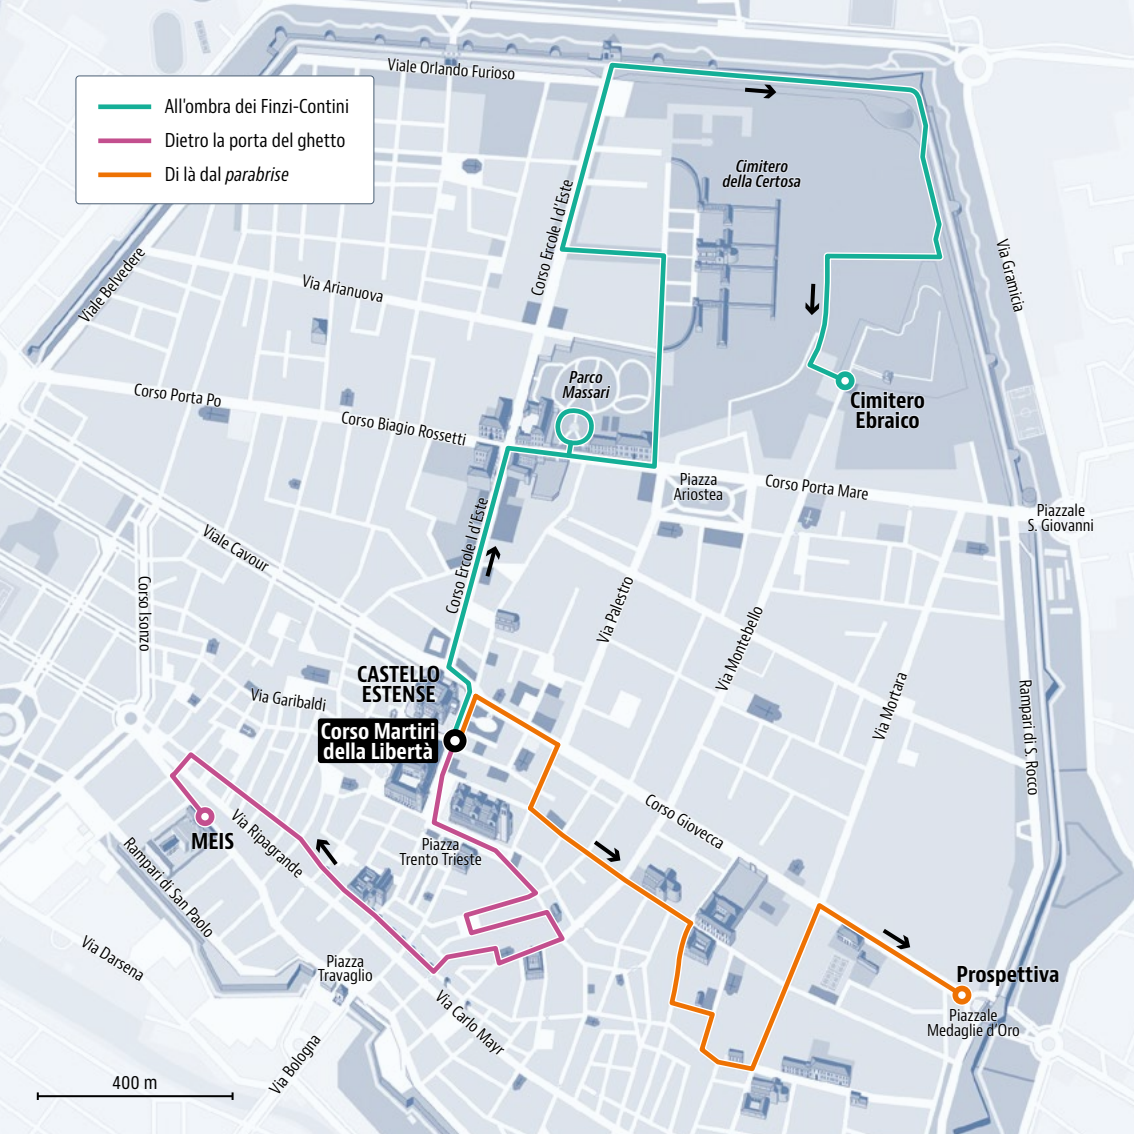 Viale Orlando Furioso
All'ombra dei Finzi-Contini
Dietro la porta del ghetto
Di là dal parabrise
Cimitero
della Certosa
Corso Ercole I d'Este
Via Gramicia
Viale Belvedere
Via Arianuova
Parco
Massari
Corso Porta Po
Corso Biagio Rossetti
Cimitero
Ebraico
Piazza
Ariostea
Corso Porta Mare
Piazzale
S. Giovanni
Corso Ercole I d'Este
Viale Cavour
Corso Isonzo
Via Palestro
Via Montebello
Via Mortara
Rampari di S. Rocco
CASTELLO
ESTENSE
Via Garibaldi
Corso Martiri
della Libertà
Corso Giovecca
MEIS
Via Ripagrande
Piazza
Trento Trieste
Rampari di San Paolo
Via Darsena
Piazza
Travaglio
Via Carlo Mayr
Via Bologna
Prospettiva
Piazzale
Medaglie d'Oro
400 m